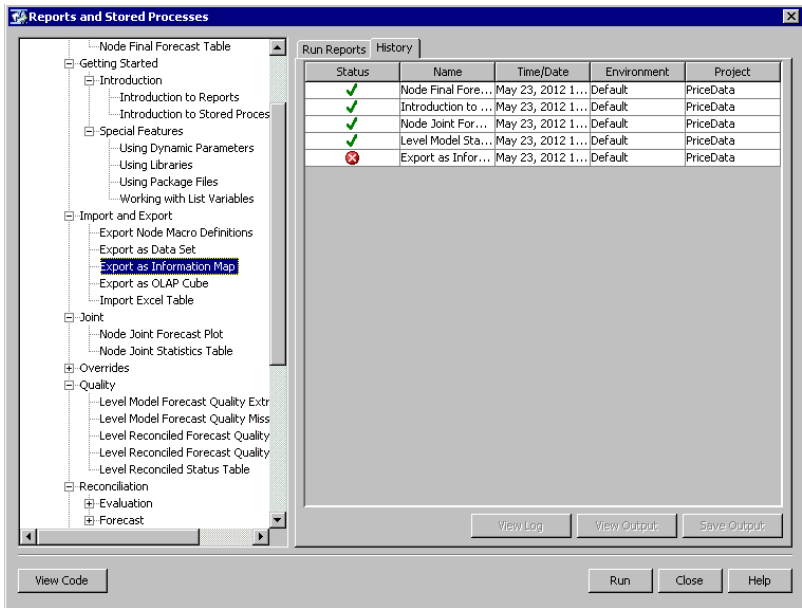 Reports and Stored Processes
Node Final Forecast Table
Getting Started
Introduction
Introduction to Reports
Introduction to Stored Proces
Special Features
Using Dynamic Parameters
Using Libraries
Using Package Files
Working with List Variables
Import and Export
Export Node Macro Definitions
Export as Data Set
Export as Information Map
Export as OLAP Cube
Import Excel Table
Joint
Node Joint Forecast Plot
Node Joint Statistics Table
Overrides
Quality
Level Model Forecast Quality Extr
Level Model Forecast Quality Miss
Level Reconciled Forecast Quality
Level Reconciled Forecast Quality
Level Reconciled Status Table
Reconciliation
Evaluation
Forecast
Run Reports History
Status Name Time/Date Environment Project
Node Final Fore... May 23, 2012 1... Default PriceData
Introduction to ... May 23, 2012 1... Default PriceData
Node Joint For... May 23, 2012 1... Default PriceData
Level Model Sta... May 23, 2012 1... Default PriceData
Export as Infor... May 23, 2012 1... Default PriceData
View Log View Output Save Output
View Code Run Close Help